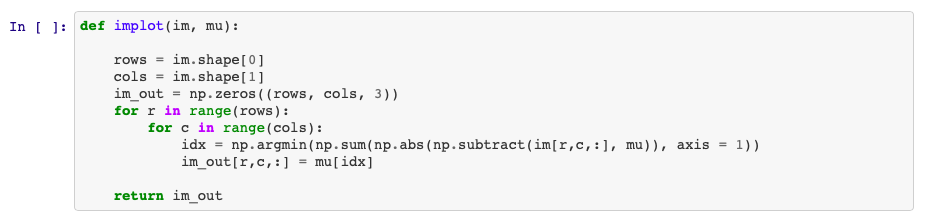 In [ ]: def implot(im, mu):
rows = im.shape[0]
cols = im.shape[1]
im_out = np.zeros((rows, cols, 3))
for r in range(rows):
for c in range(cols):
idx = np.argmin(np.sum(np.abs(np.subtract(im[r,c,:], mu)), axis = 1))
im_out[r,c,:] = mu[idx]
return im_out